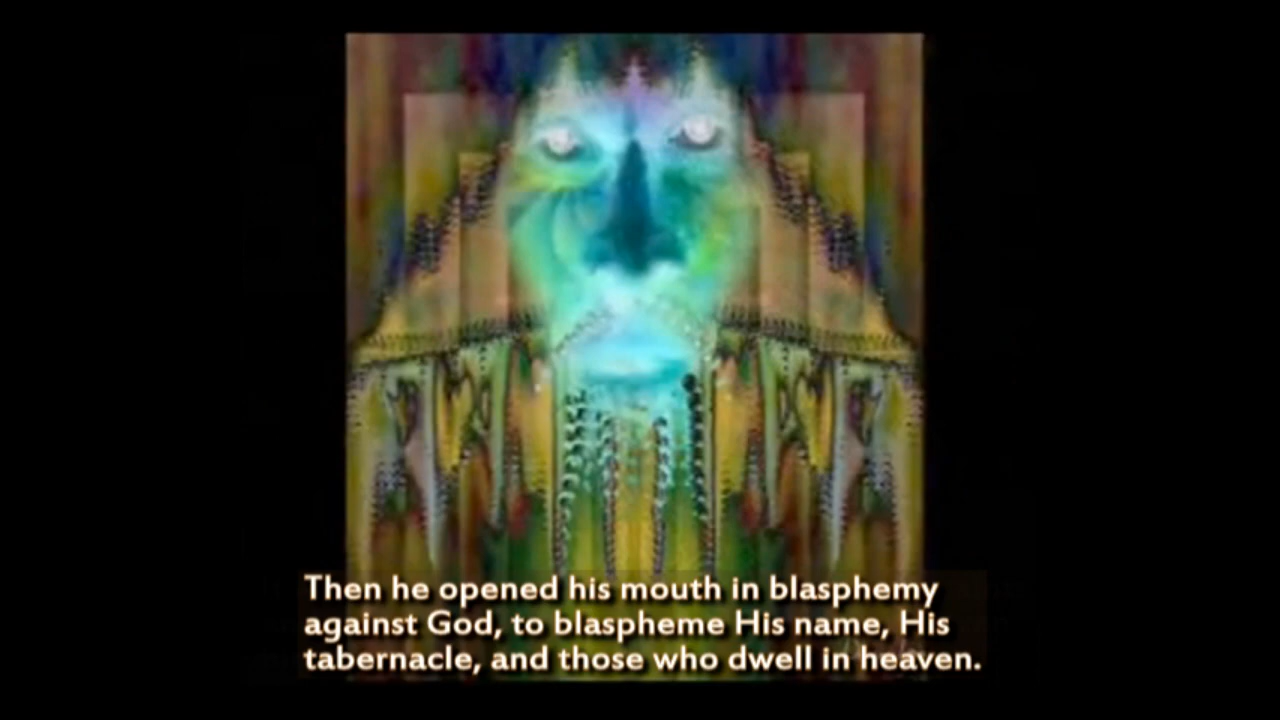 Then he opened his mouth in blasphemy
against God, to blaspheme His name, His
tabernacle, and those who dwell in heaven.